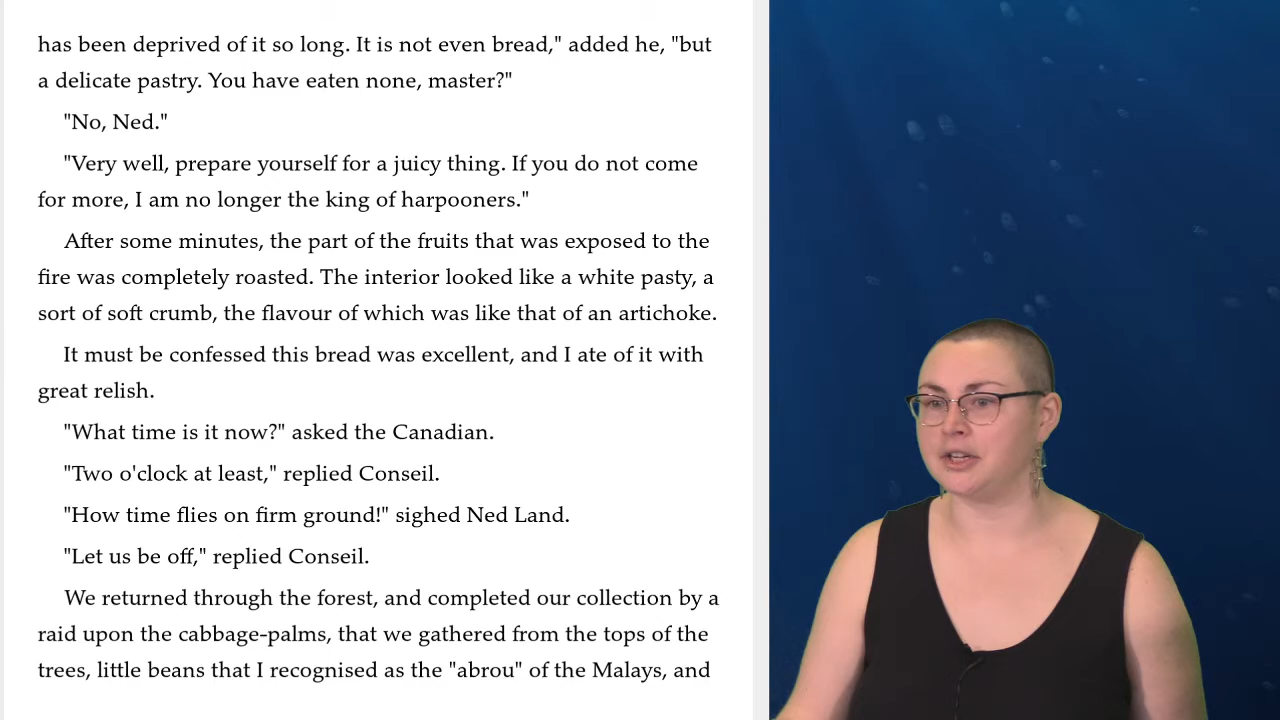 has been deprived of it so long. It is not even bread," added he, "but
a delicate pastry. You have eaten none, master?"
"No, Ned."
"Very well, prepare yourself for a juicy thing. If you do not come
for more, I am no longer the king of harpooners."
After some minutes, the part of the fruits that was exposed to the
fire was completely roasted. The interior looked like a white pasty, a
sort of soft crumb, the flavour of which was like that of an artichoke.
It must be confessed this bread was excellent, and I ate of it with
great relish.
"What time is it now?" asked the Canadian.
"Two o'clock at least," replied Conseil.
"How time flies on firm ground!" sighed Ned Land.
"Let us be off," replied Conseil.
We returned through the forest, and completed our collection by a
raid upon the cabbage-palms, that we gathered from the tops of the
trees, little beans that I recognised as the "abrou" of the Malays, and